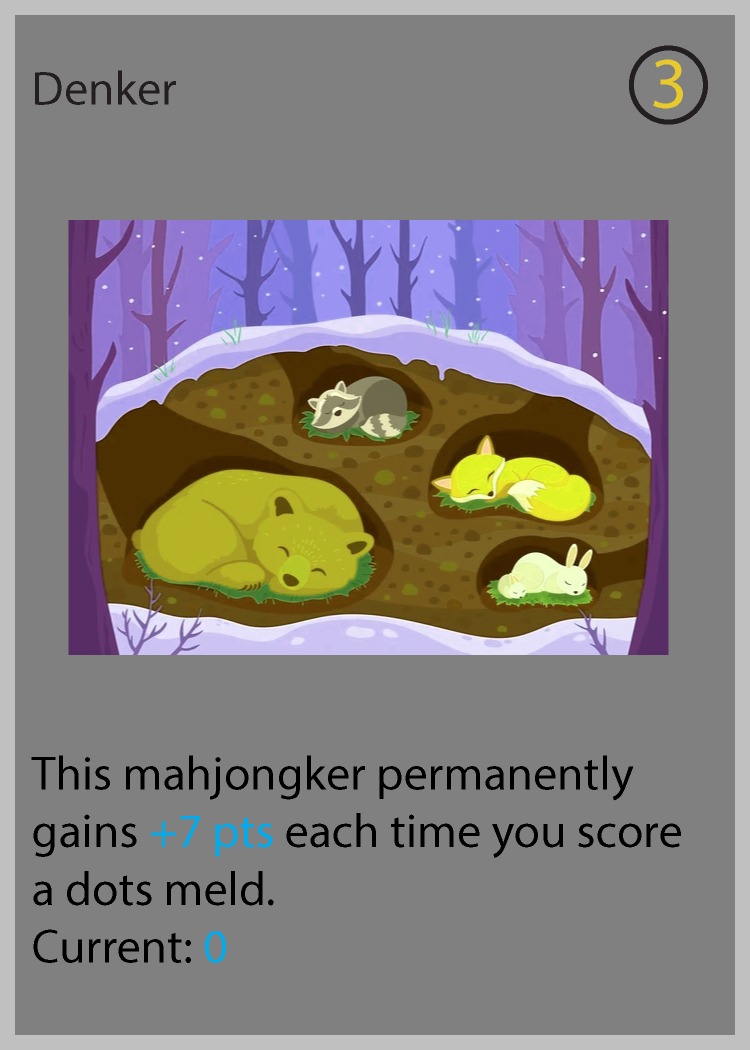 Denker
3
This mahjongker permanently
gains +7 pts each time you score
a dots meld.
Current: 0